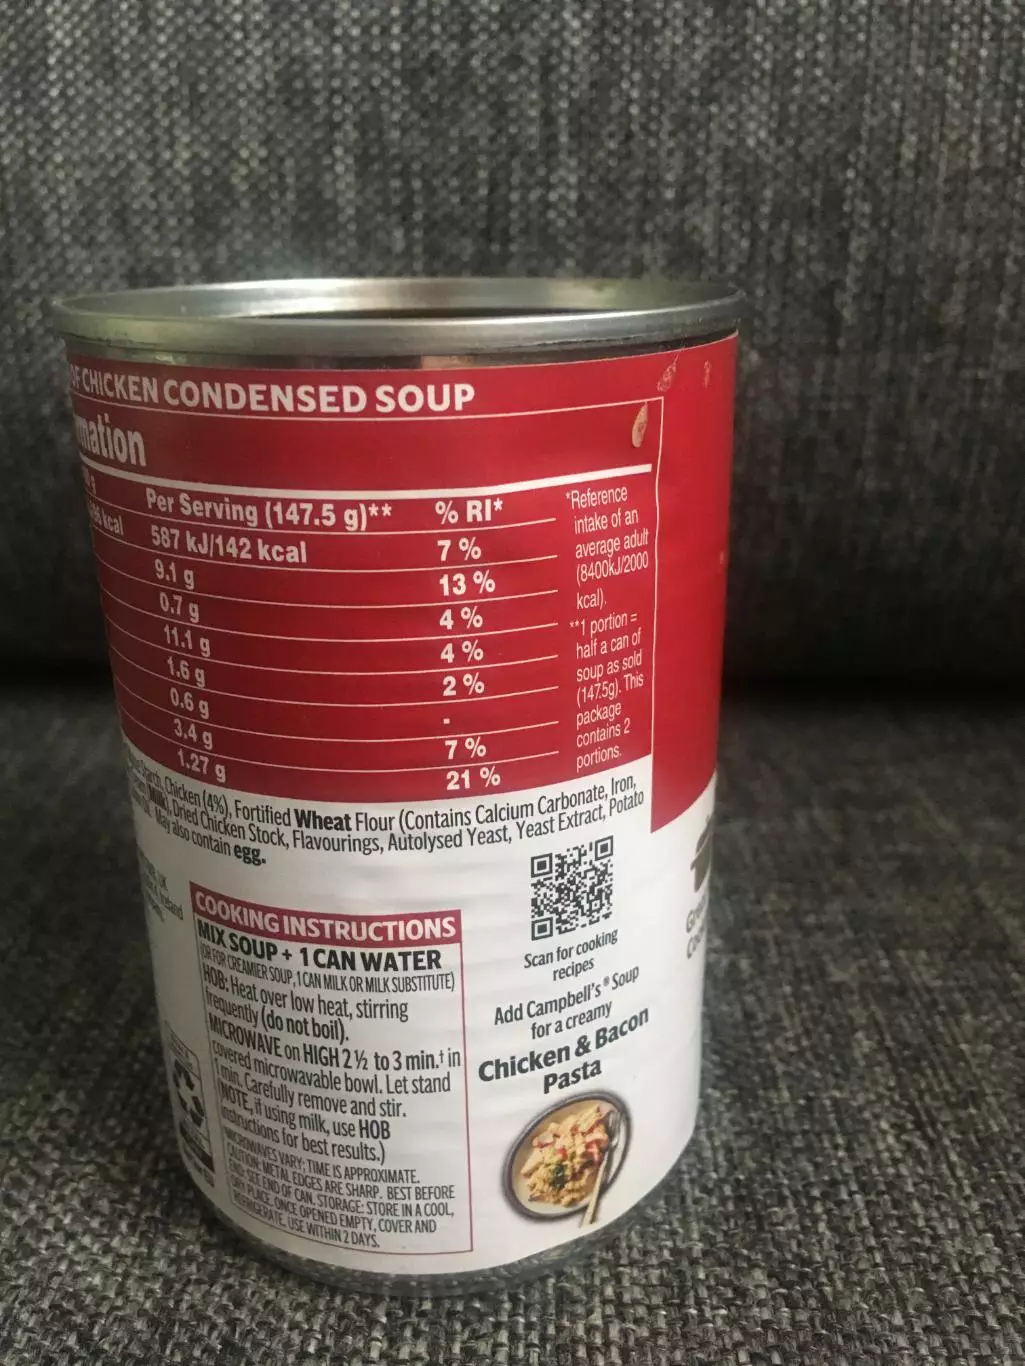 OF CHICKEN CONDENSED SOUP
Per Serving (147.5 g)** % RI*
kcal 587 kJ/142 kcal 7 %
9.1 g 13 %
0.7 g 4 %
11.1 g 4 %
1.6 g 2 %
0.6 g -
3.4 g 7 %
1.27 g 21 %
*Reference
intake of an
average adult
(8400kJ/2000
kcal).
**1 portion =
half a can of
soup as sold
(147.5g). This
package
contains 2
portions.
Starch, Chicken (4%), Fortified Wheat Flour (Contains Calcium Carbonate, Iron,
(Milk), Dried Chicken Stock, Flavourings, Autolysed Yeast, Yeast Extract, Potato
May also contain egg.
UK
Ireland
COOKING INSTRUCTIONS
MIX SOUP + 1 CAN WATER
(OR FOR CREAMIER SOUP, 1 CAN MILK OR MILK SUBSTITUTE)
HOB: Heat over low heat, stirring
frequently (do not boil).
MICROWAVE on HIGH 2 ½ to 3 min.† in
covered microwavable bowl. Let stand
1 min. Carefully remove and stir.
(NOTE, if using milk, use HOB
instructions for best results.)
MICROWAVES VARY; TIME IS APPROXIMATE.
CAUTION: METAL EDGES ARE SHARP. BEST BEFORE
END: SEE END OF CAN. STORAGE: STORE IN A COOL,
DRY PLACE. ONCE OPENED EMPTY, COVER AND
REFRIGERATE, USE WITHIN 2 DAYS.
Scan for cooking
recipes
Add Campbell's® Soup
for a creamy
Chicken & Bacon
Pasta